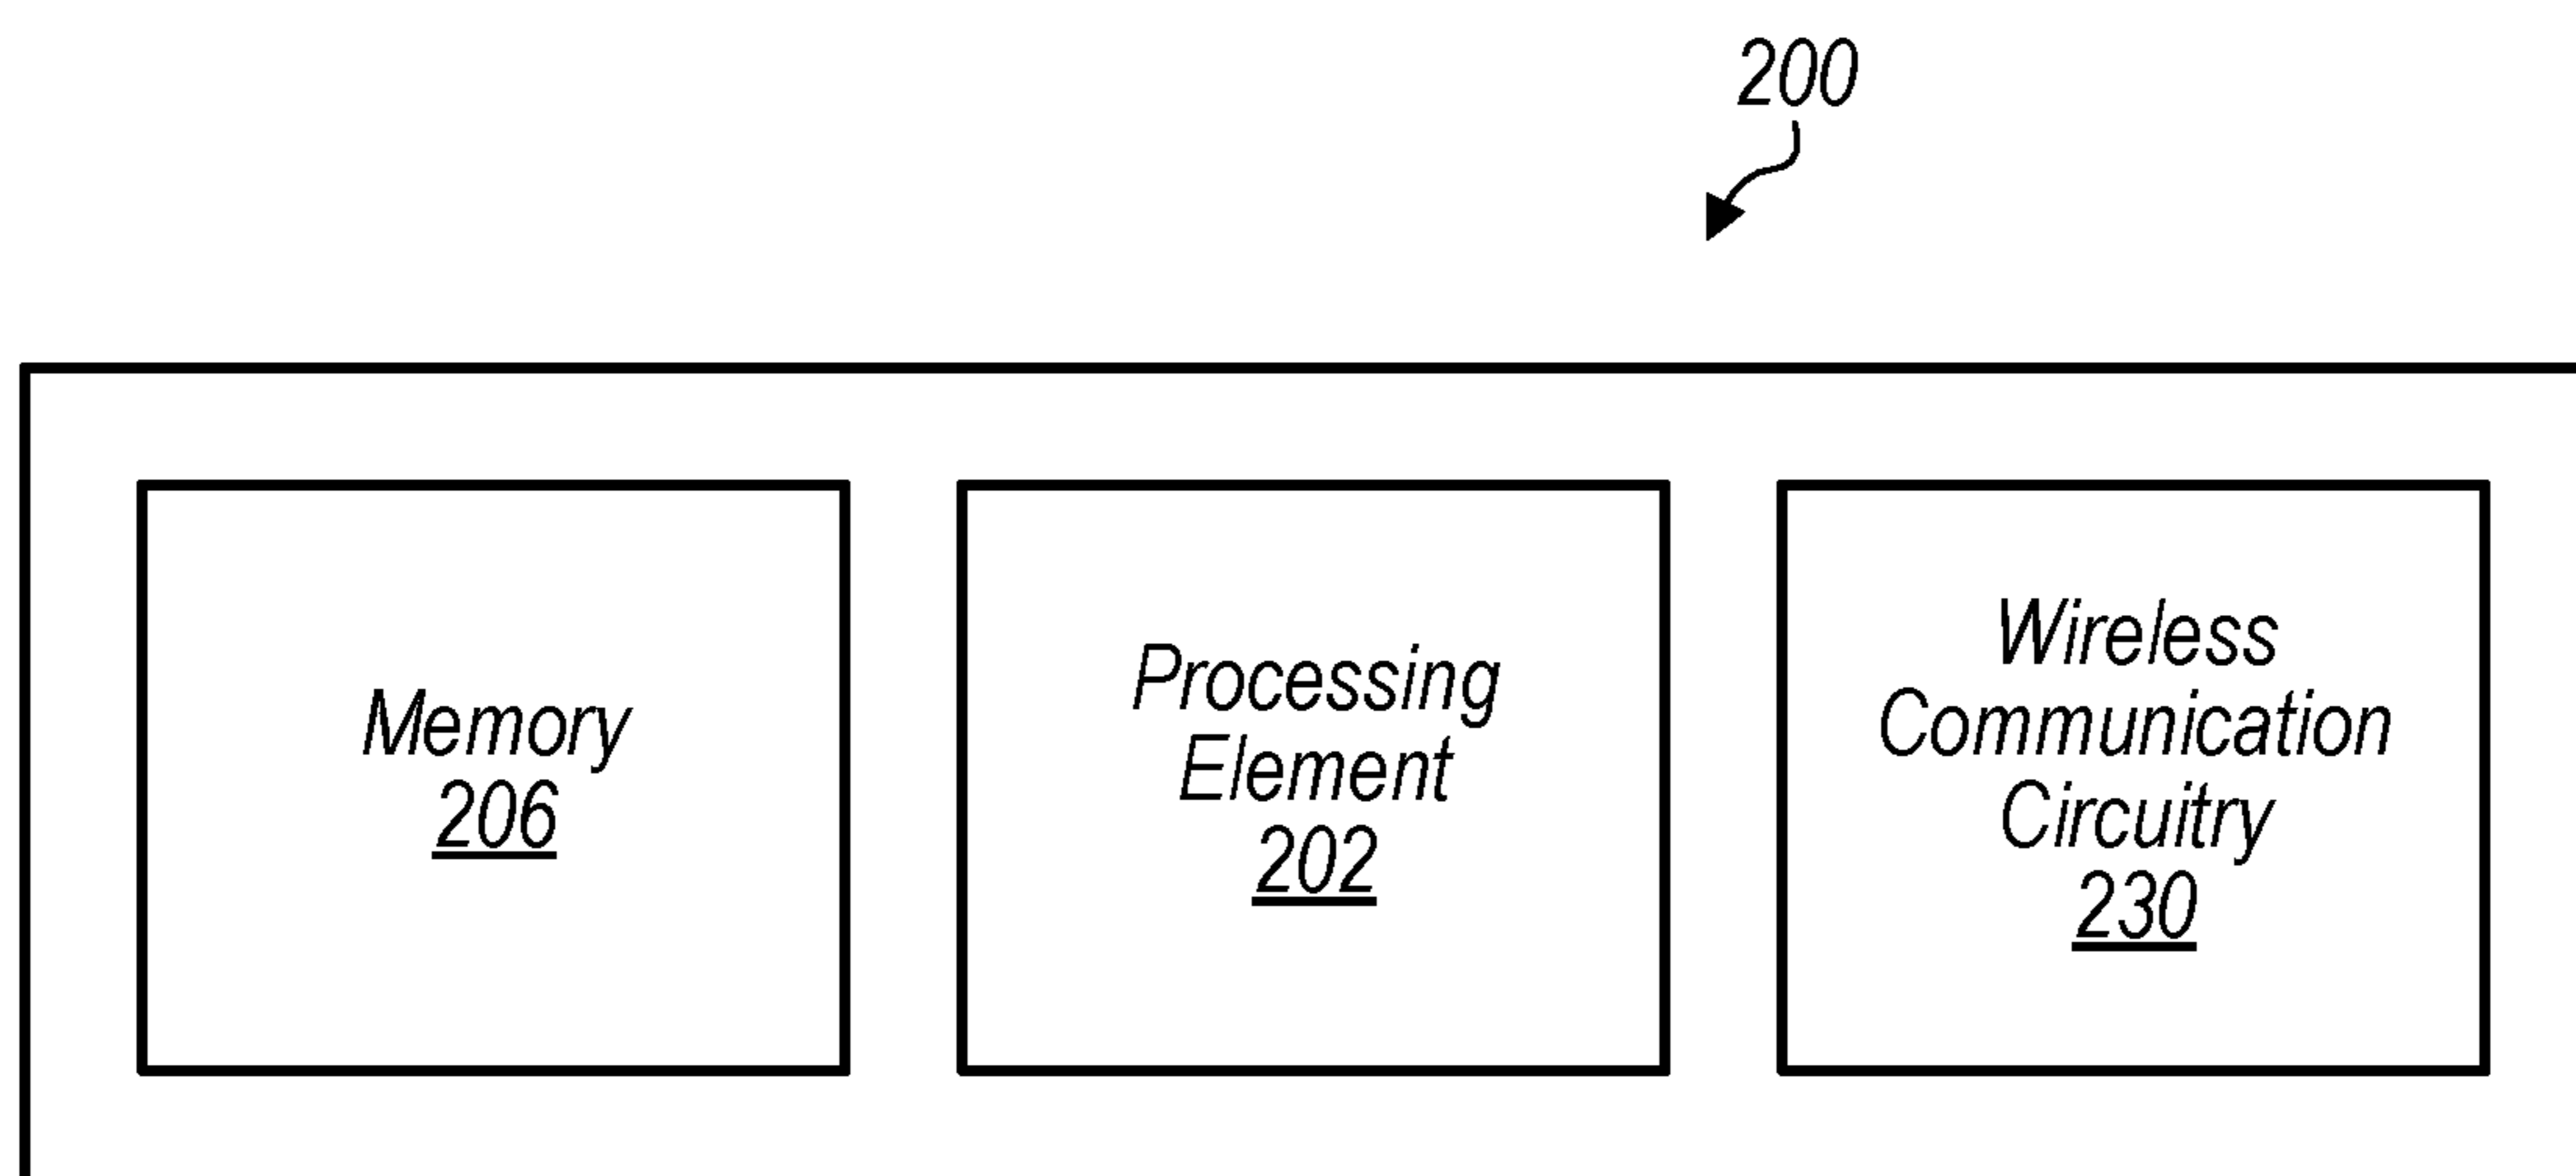 200
Memory
206
Processing
Element
202
Wireless
Communication
Circuitry
230